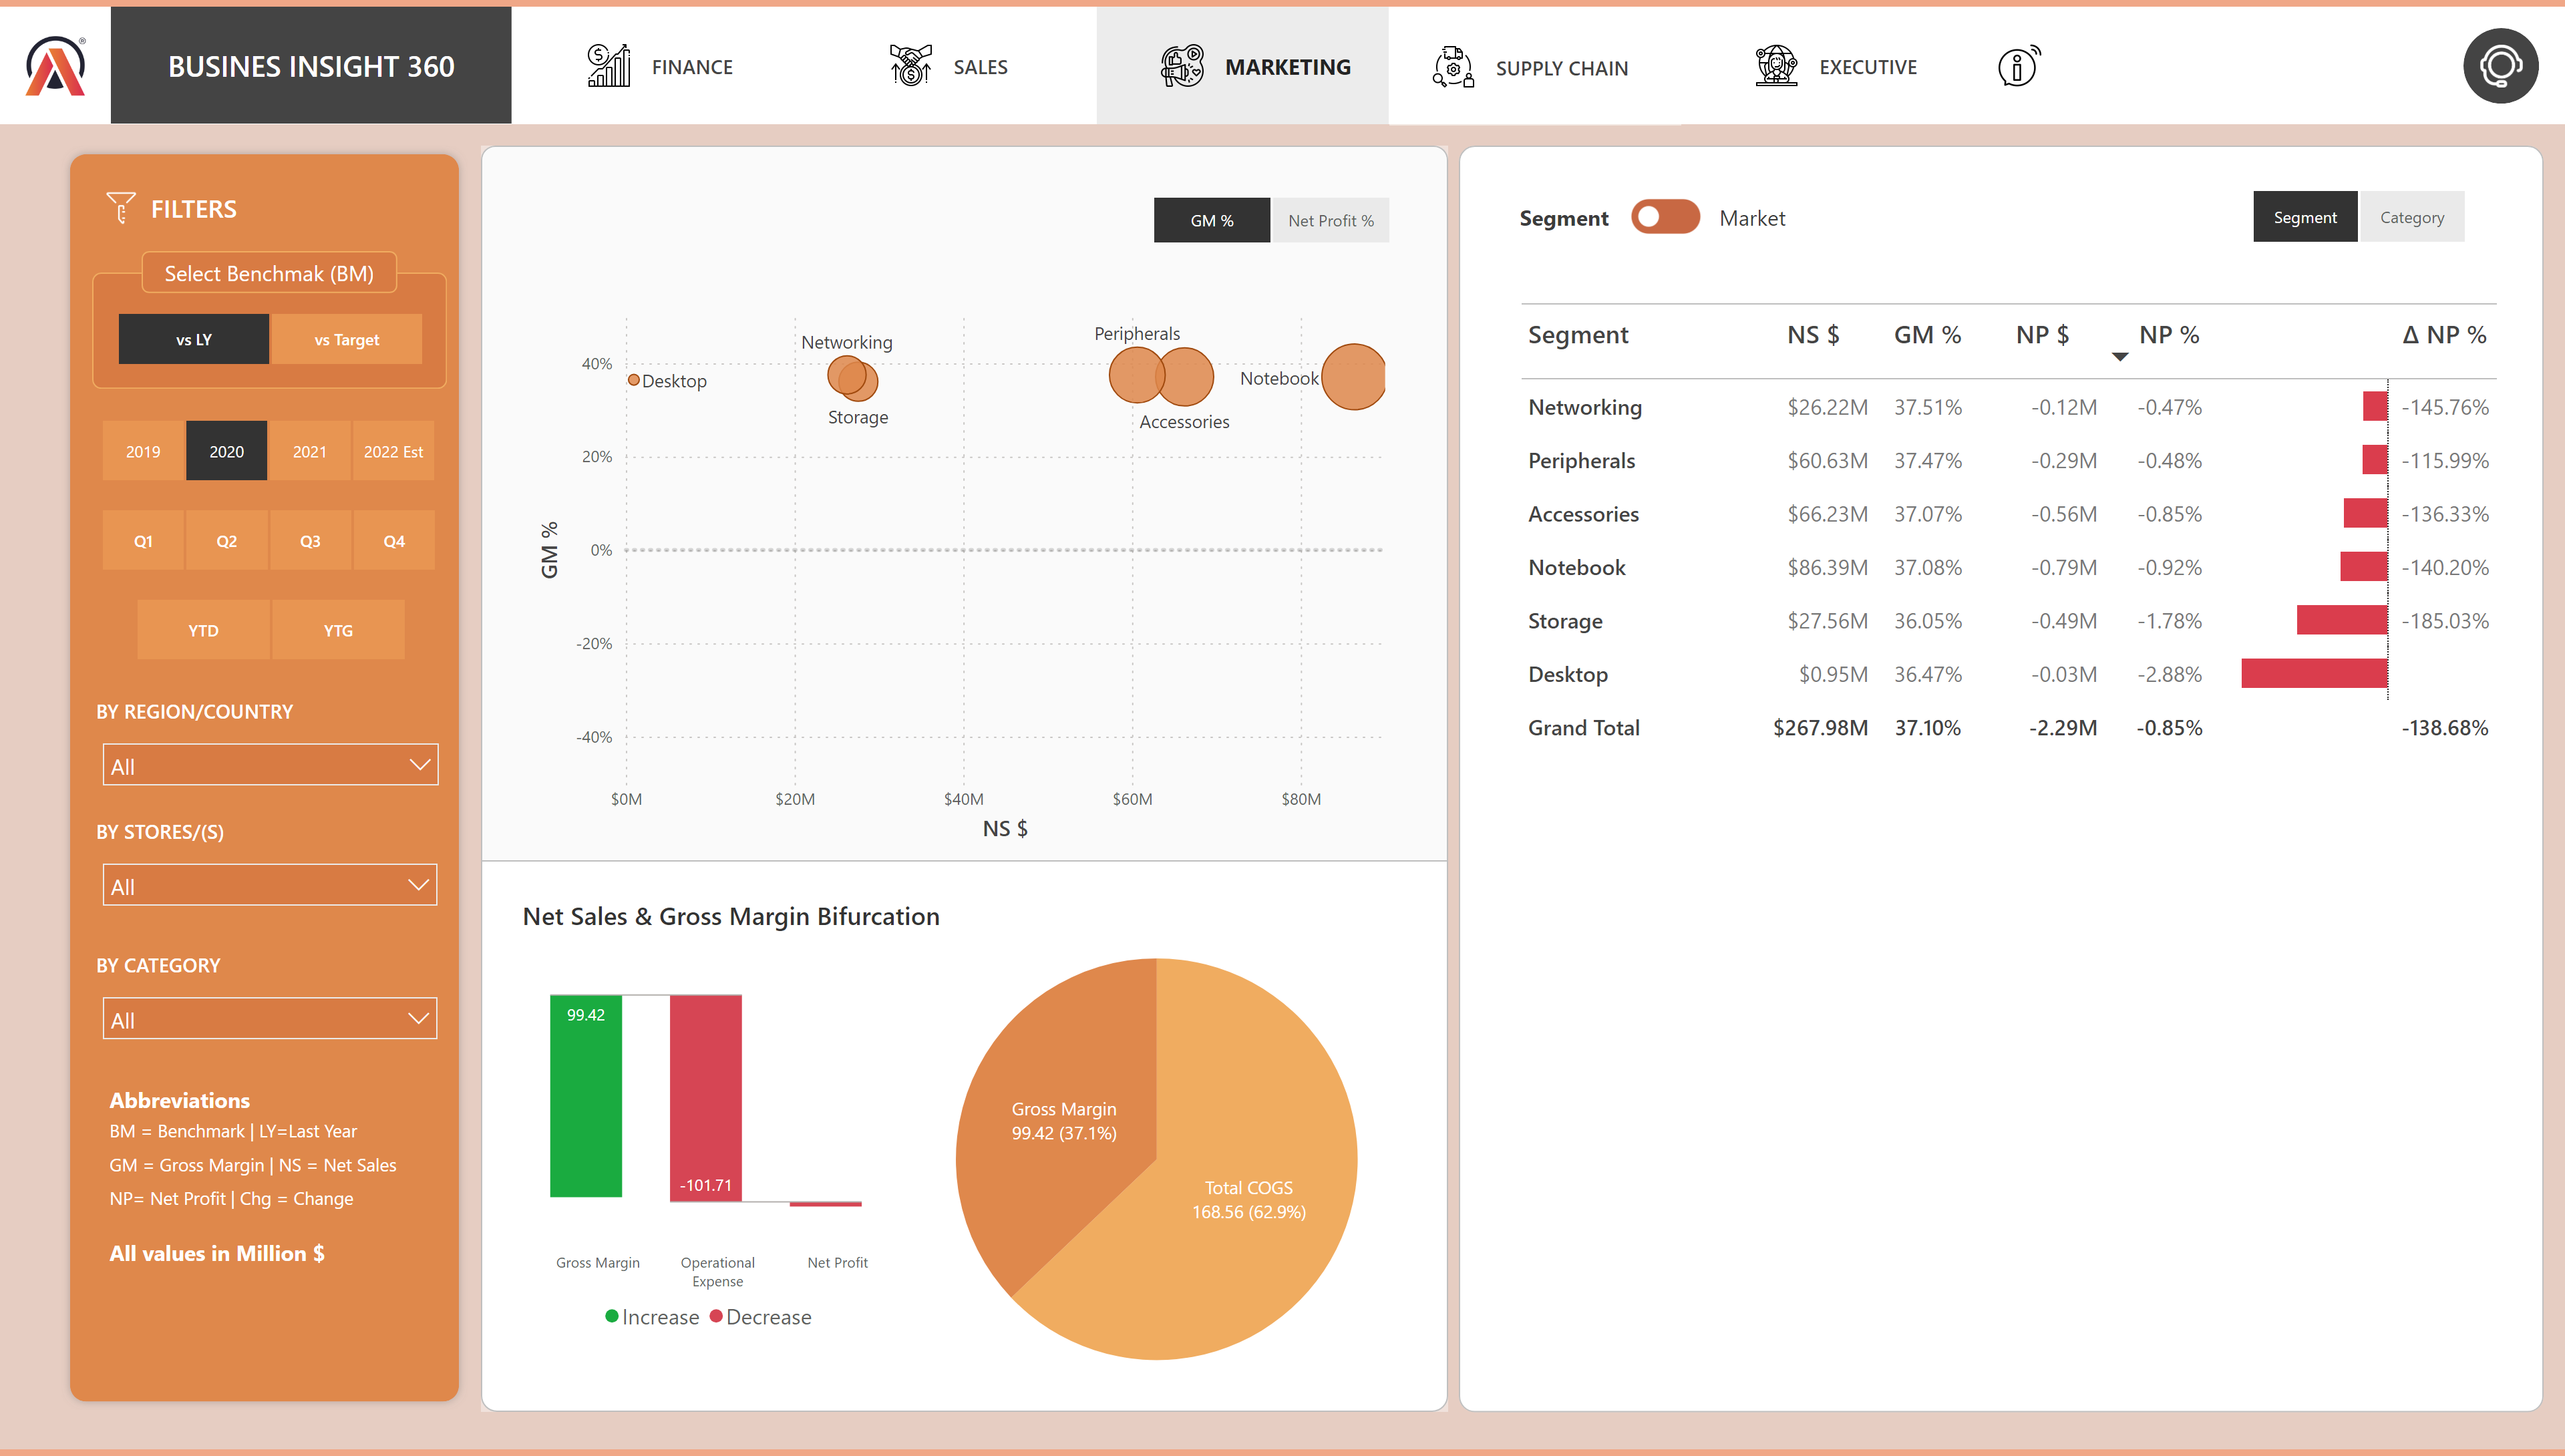 BUSINES INSIGHT 360
FINANCE
SALES
MARKETING
SUPPLY CHAIN
EXECUTIVE
FILTERS
Select Benchmak (BM)
vs LY
vs Target
2019
2020
2021
2022 Est
Q1
Q2
Q3
Q4
YTD
YTG
BY REGION/COUNTRY
All
BY STORES/(S)
All
BY CATEGORY
All
Abbreviations
BM = Benchmark | LY=Last Year
GM = Gross Margin | NS = Net Sales
NP= Net Profit | Chg = Change
All values in Million $
GM %
Net Profit %
Networking
Peripherals
Desktop
Notebook
Storage
Accessories
40%
20%
0%
-20%
-40%
GM %
$0M
$20M
$40M
$60M
$80M
NS $
Net Sales & Gross Margin Bifurcation
99.42
-101.71
Gross Margin
Operational
Expense
Net Profit
Increase
Decrease
Gross Margin
99.42 (37.1%)
Total COGS
168.56 (62.9%)
Segment
Market
Segment
Category
Segment NS $ GM % NP $ NP % Δ NP %
Networking $26.22M 37.51% -0.12M -0.47% -145.76%
Peripherals $60.63M 37.47% -0.29M -0.48% -115.99%
Accessories $66.23M 37.07% -0.56M -0.85% -136.33%
Notebook $86.39M 37.08% -0.79M -0.92% -140.20%
Storage $27.56M 36.05% -0.49M -1.78% -185.03%
Desktop $0.95M 36.47% -0.03M -2.88%
Grand Total $267.98M 37.10% -2.29M -0.85% -138.68%